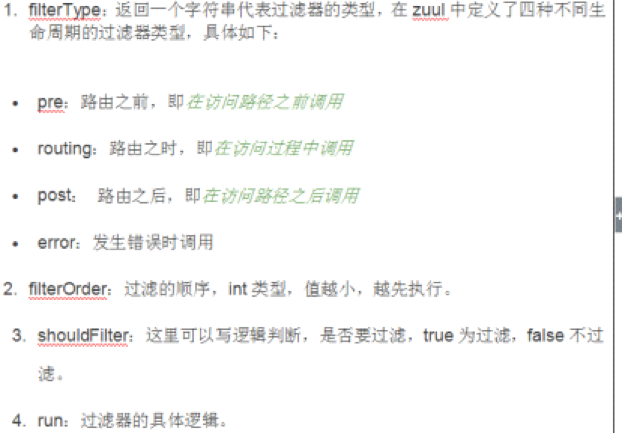 1. filterType：返回一个字符串代表过滤器的类型，在 zuul 中定义了四种不同生
命周期的过滤器类型，具体如下：
• pre：路由之前，即在访问路径之前调用
• routing：路由之时，即在访问过程中调用
• post： 路由之后，即在访问路径之后调用
• error：发生错误时调用
2. filterOrder：过滤的顺序，int 类型，值越小，越先执行。
3. shouldFilter：这里可以写逻辑判断，是否要过滤，true 为过滤，false 不过
滤。
4. run：过滤器的具体逻辑。